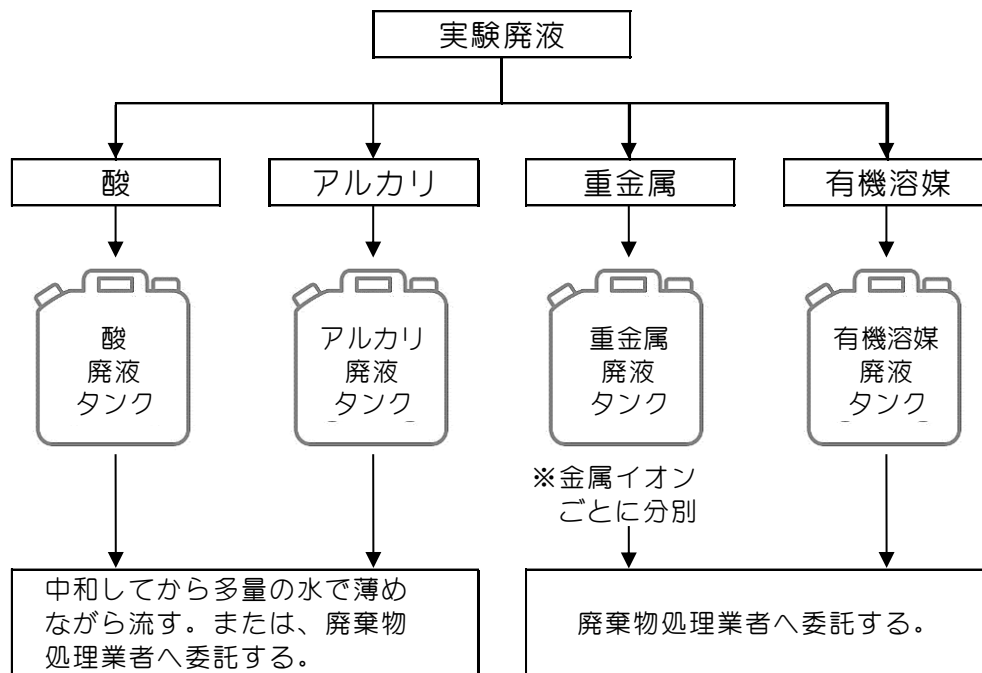 実験廃液
酸
アルカリ
重金属
有機溶媒
酸
廃液
タンク
アルカリ
廃液
タンク
重金属
廃液
タンク
有機溶媒
廃液
タンク
※金属イオン
ごとに分別
中和してから多量の水で薄め
ながら流す。または、廃棄物
処理業者へ委託する。
廃棄物処理業者へ委託する。